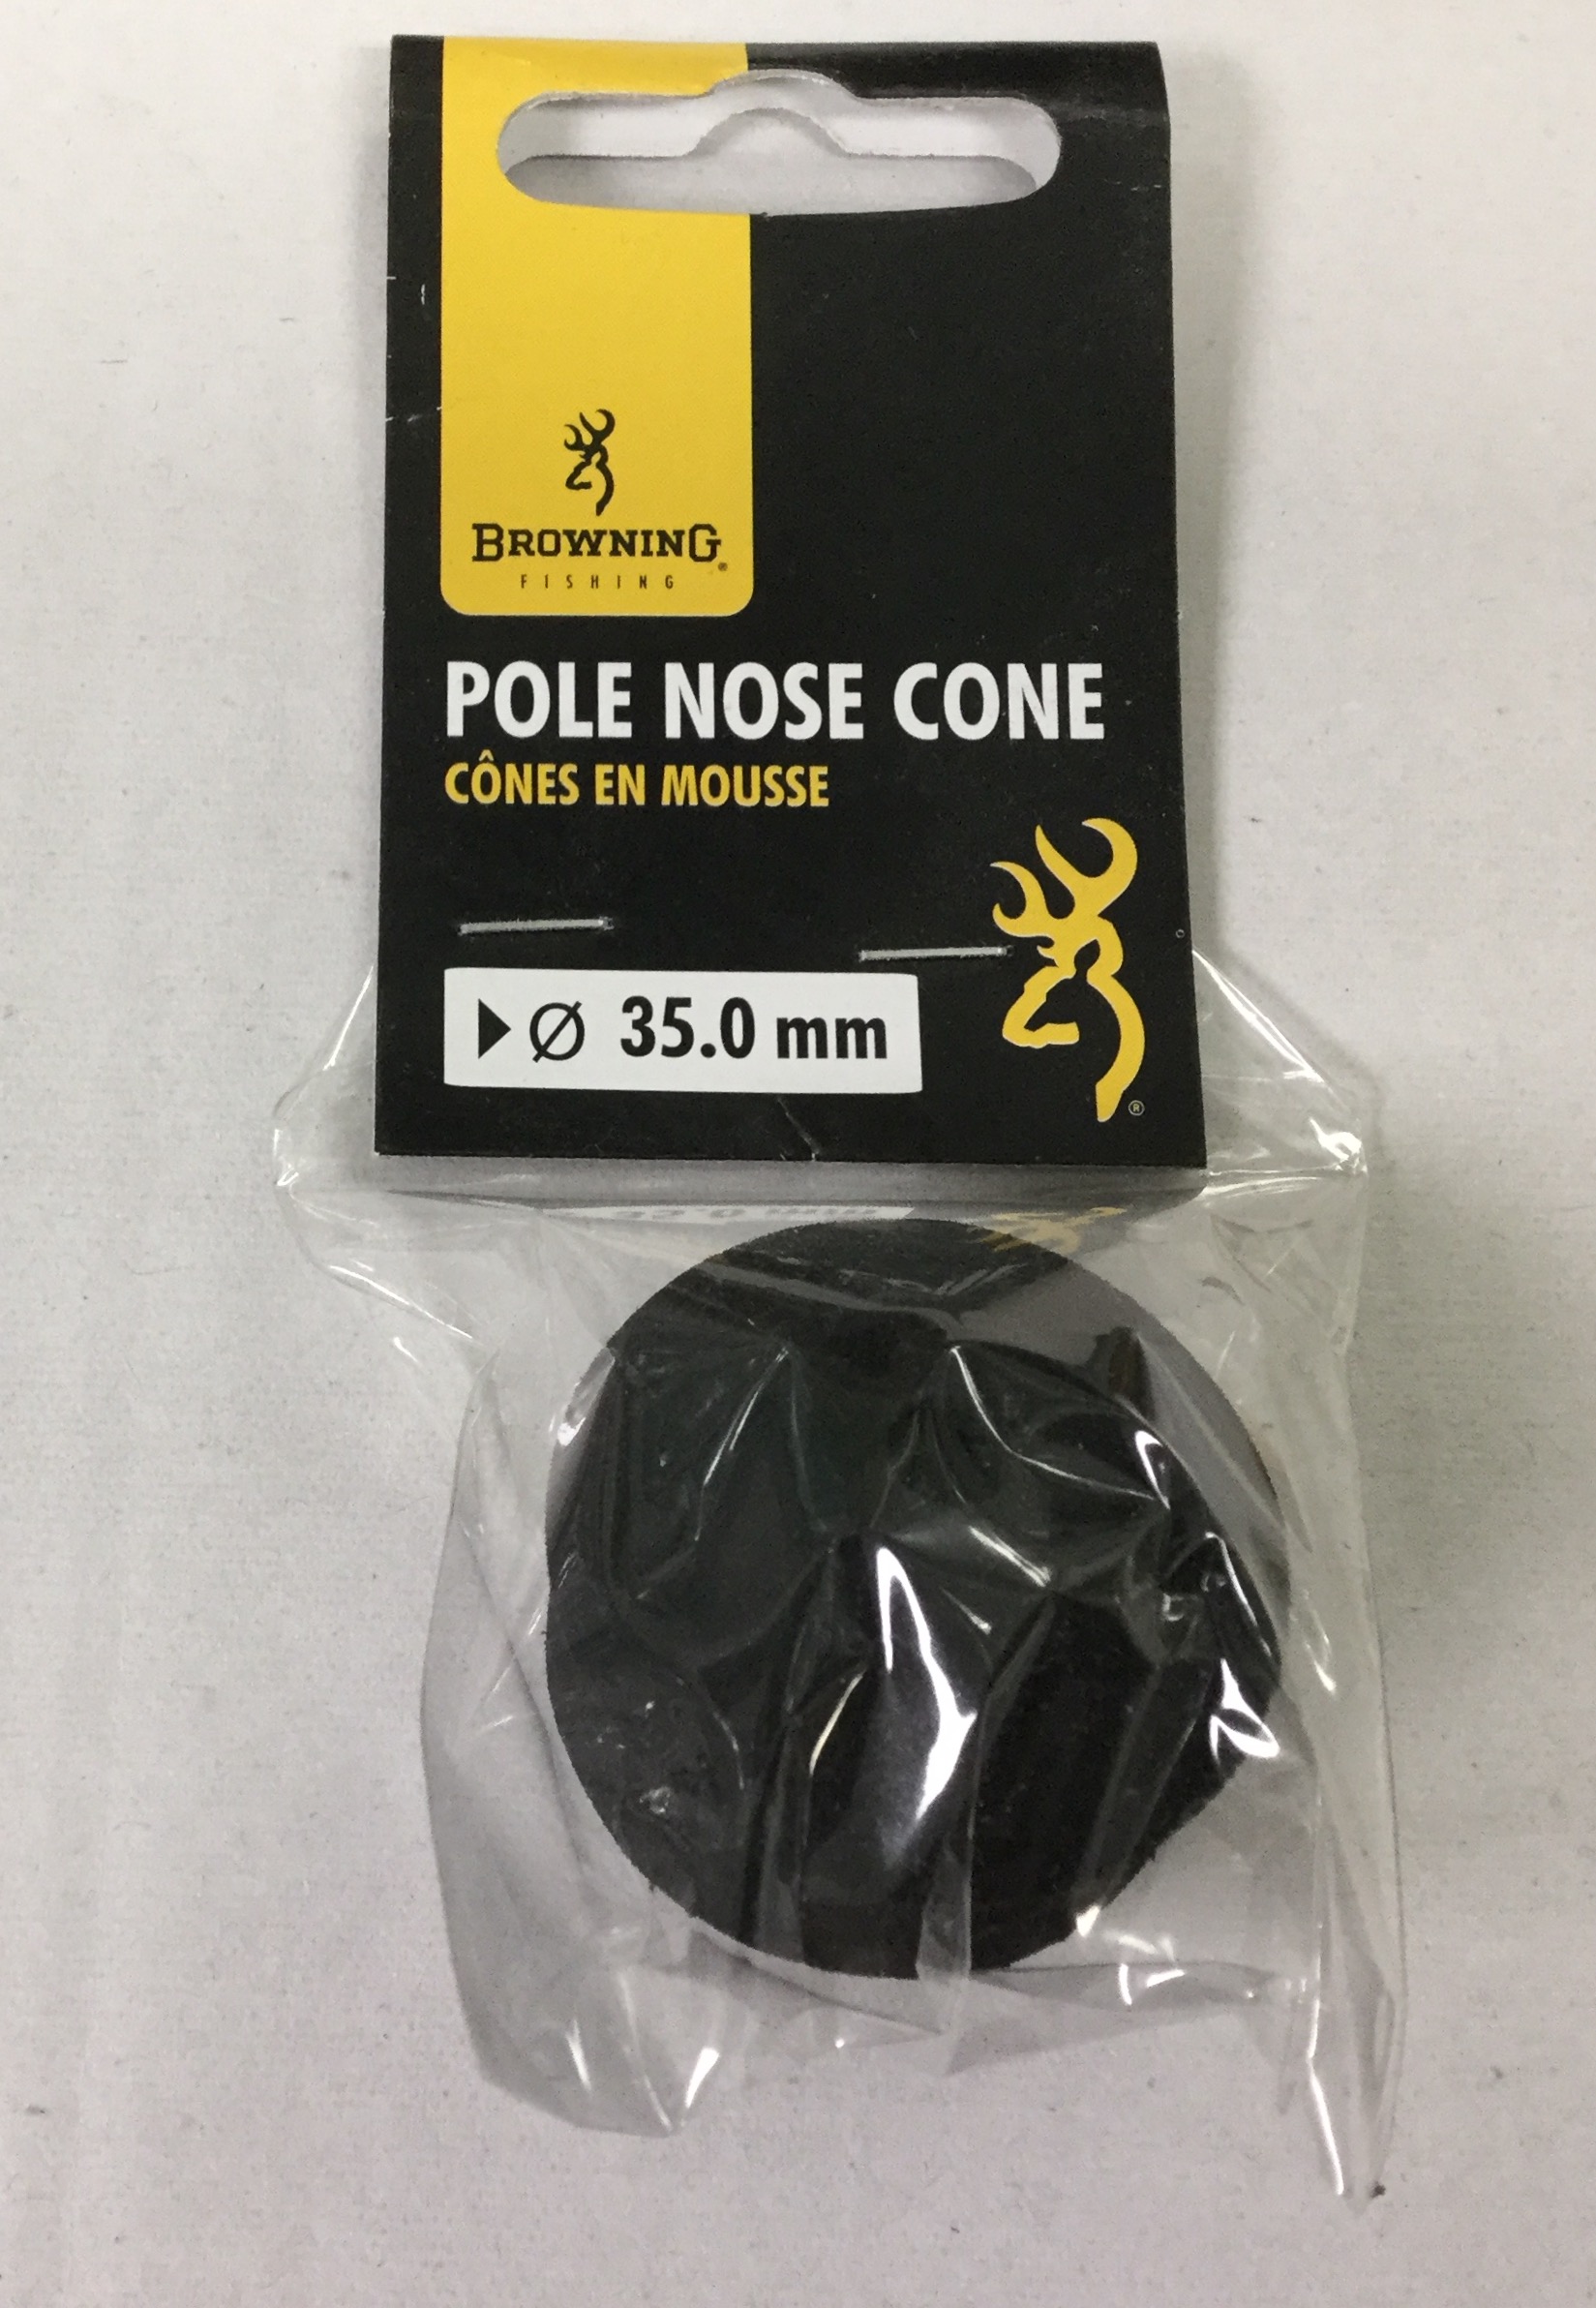 BROWNING®
FISHING
POLE NOSE CONE
CÔNES EN MOUSSE
Ø 35.0 mm
®